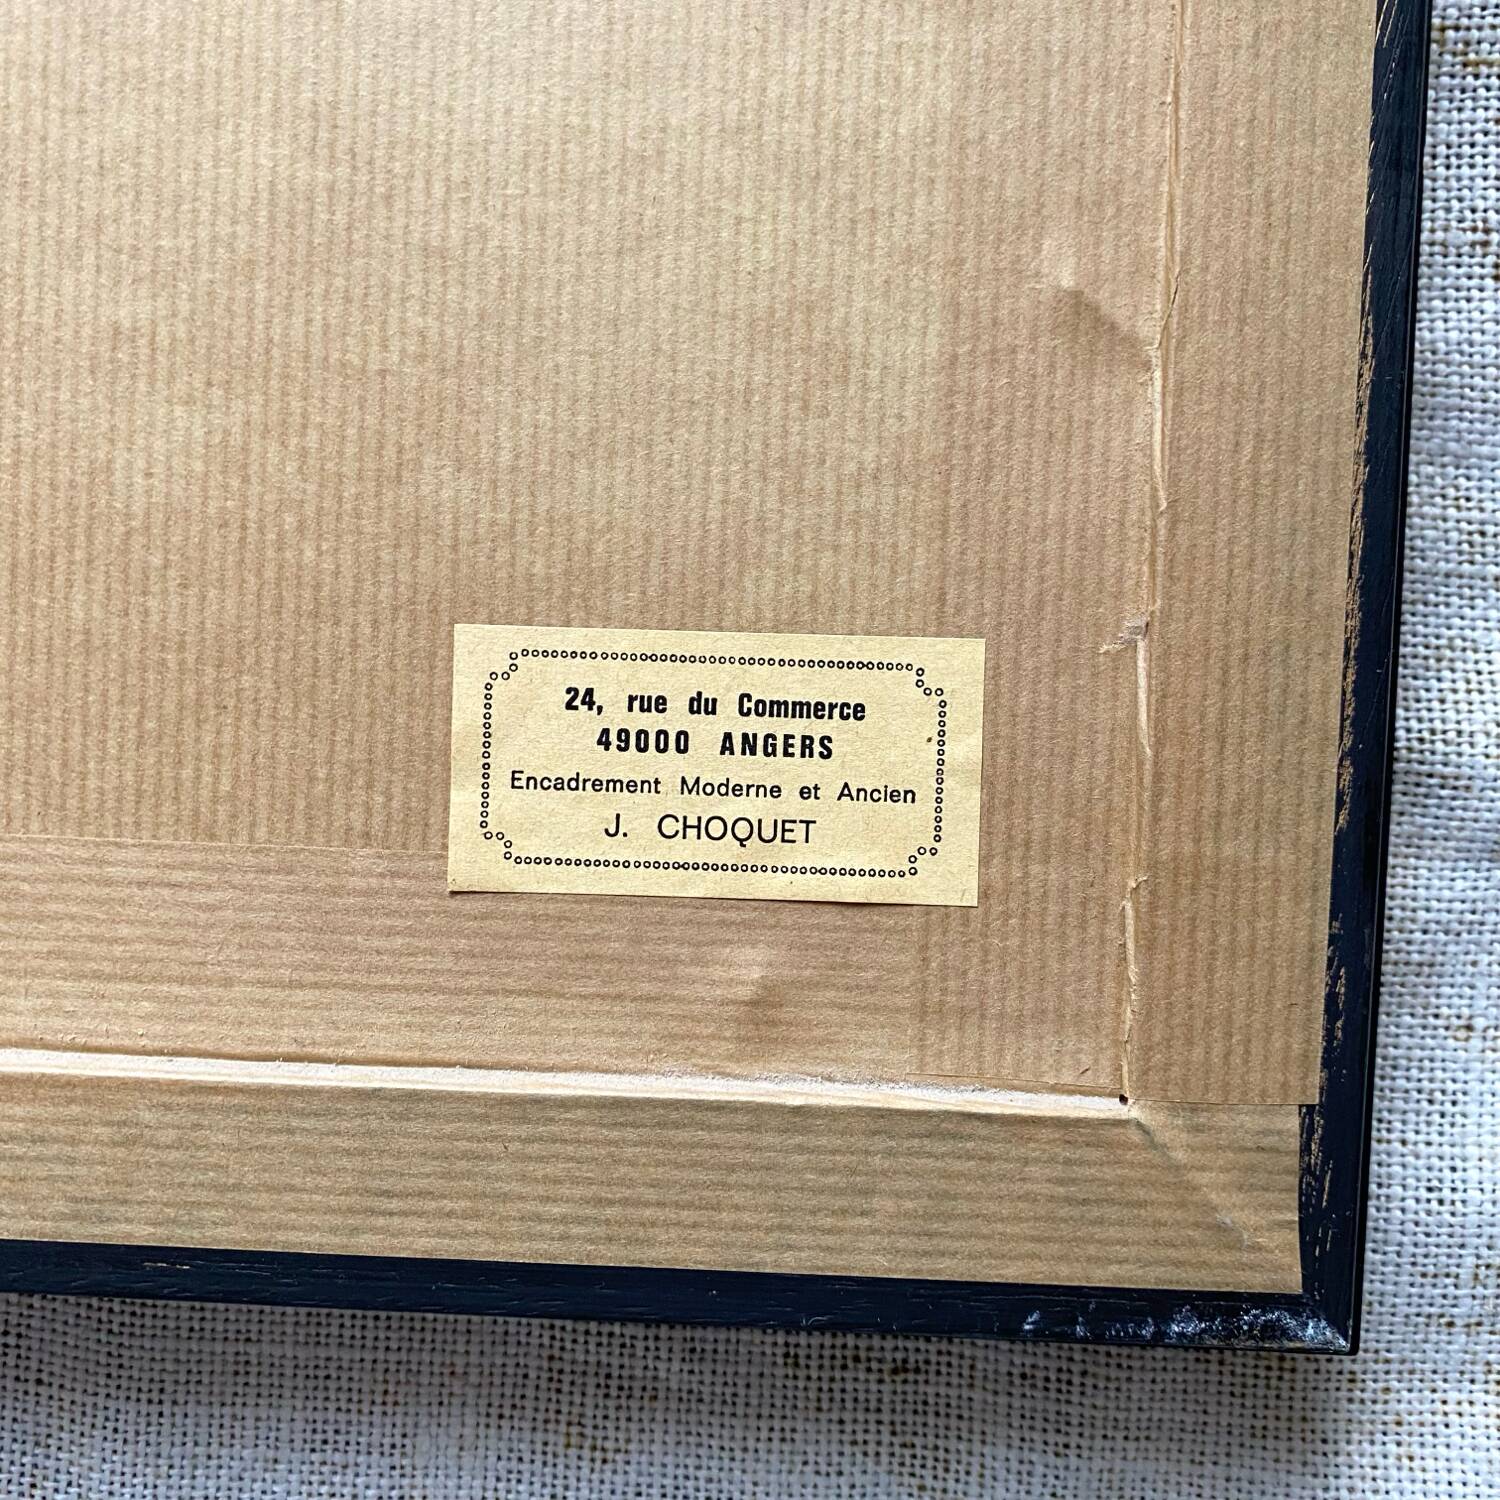 24, rue du Commerce
49000 ANGERS
Encadrement Moderne et Ancien
J. CHOQUET